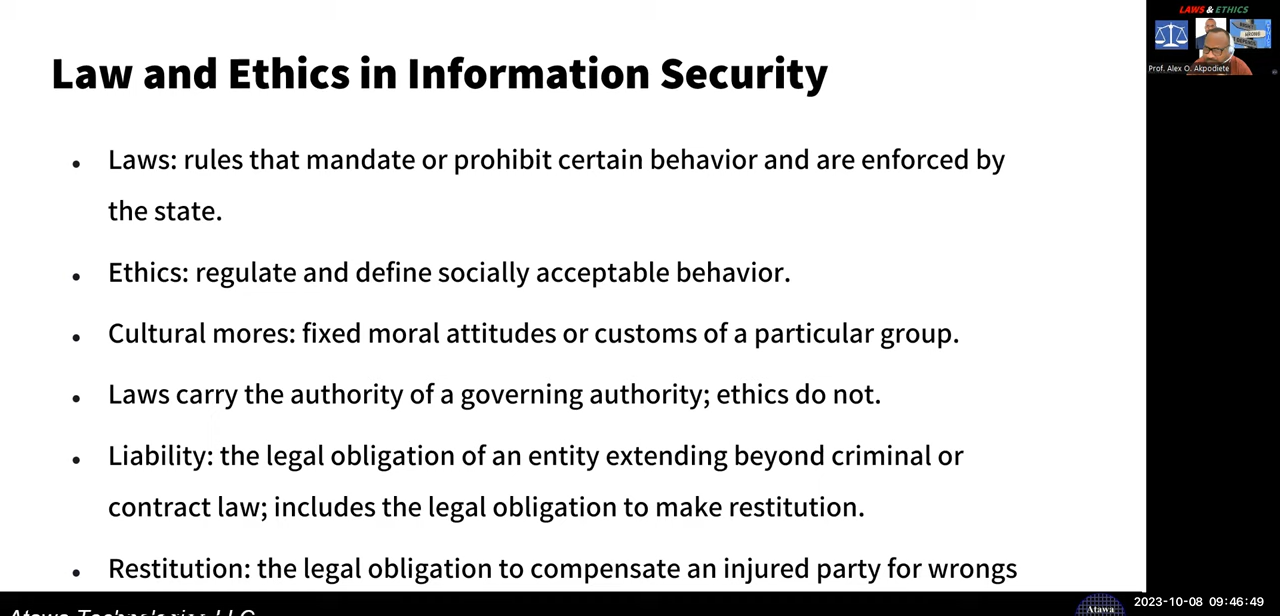 LAWS & ETHICS
Prof. Alex O. Akpodiete
Law and Ethics in Information Security
• Laws: rules that mandate or prohibit certain behavior and are enforced by
the state.
• Ethics: regulate and define socially acceptable behavior.
• Cultural mores: fixed moral attitudes or customs of a particular group.
• Laws carry the authority of a governing authority; ethics do not.
• Liability: the legal obligation of an entity extending beyond criminal or
contract law; includes the legal obligation to make restitution.
• Restitution: the legal obligation to compensate an injured party for wrongs
Atawa
2023-10-08 09:46:49